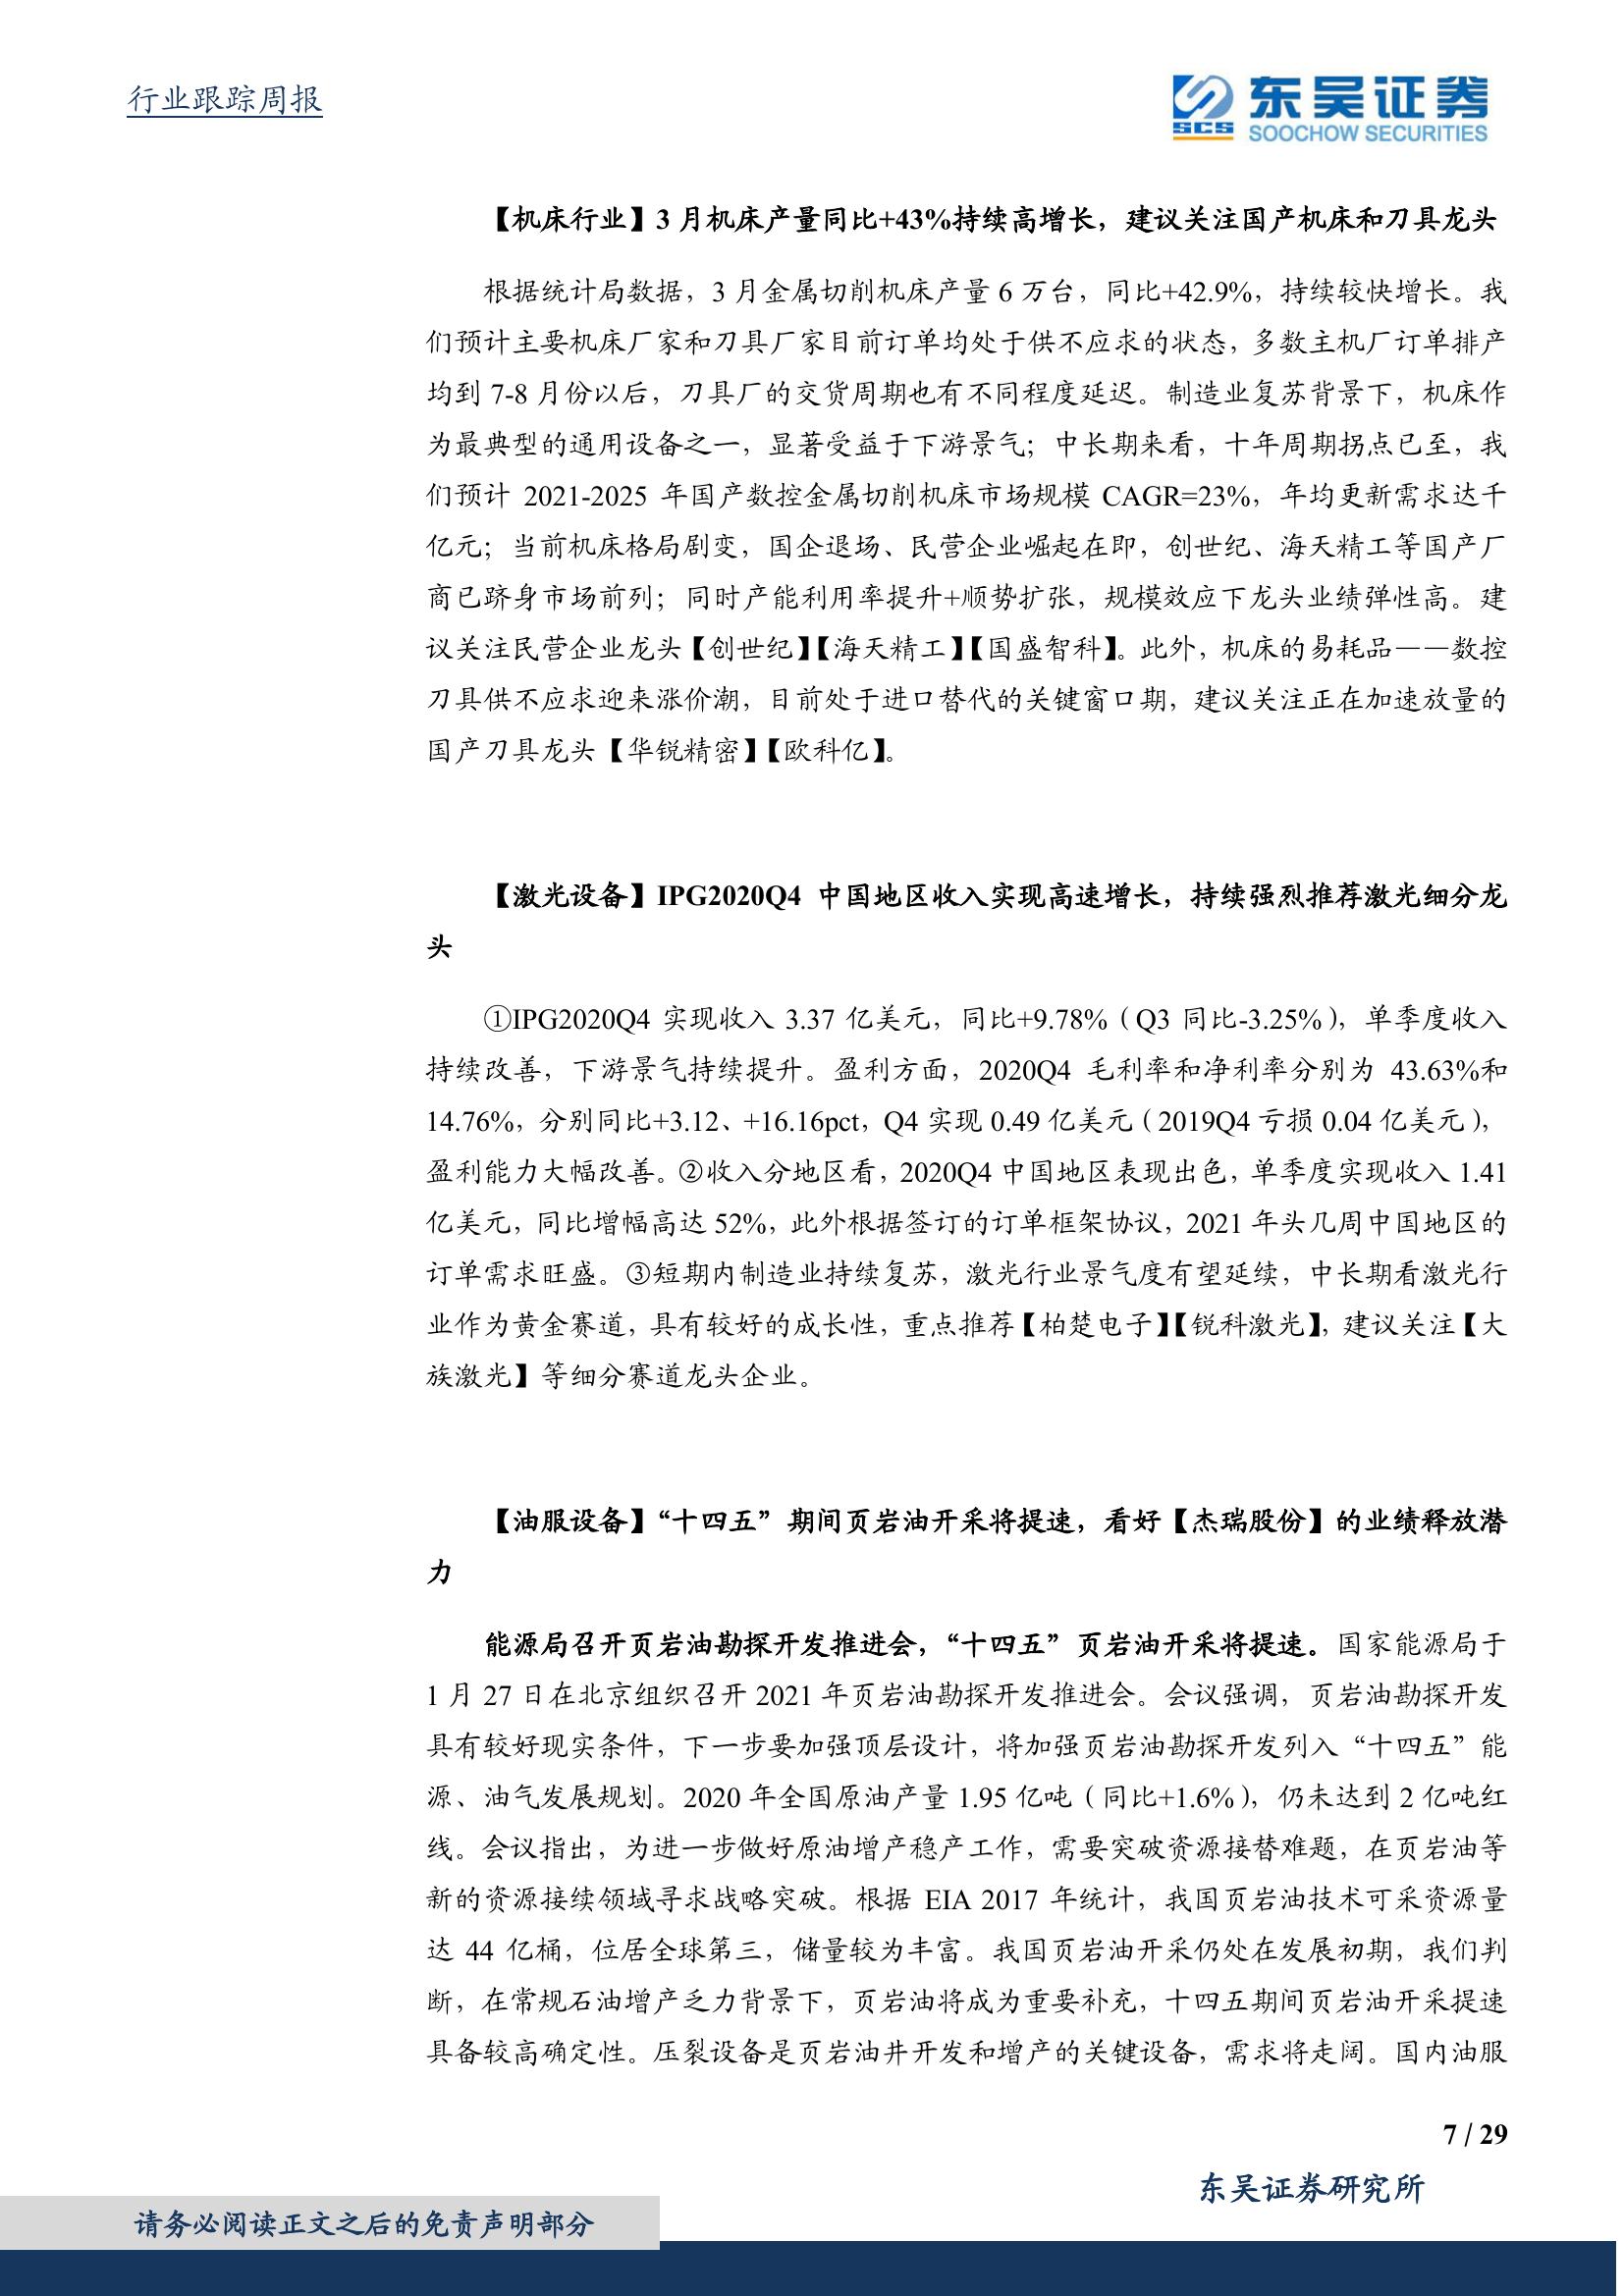 行业跟踪周报
SCS
东吴证券
SOOCHOW SECURITIES
【机床行业】3 月机床产量同比+43%持续高增长，建议关注国产机床和刀具龙头
根据统计局数据，3 月金属切削机床产量 6 万台，同比+42.9%，持续较快增长。我
们预计主要机床厂家和刀具厂家目前订单均处于供不应求的状态，多数主机厂订单排产
均到 7-8 月份以后，刀具厂的交货周期也有不同程度延迟。制造业复苏背景下，机床作
为最典型的通用设备之一，显著受益于下游景气；中长期来看，十年周期拐点已至，我
们预计 2021-2025 年国产数控金属切削机床市场规模 CAGR=23%，年均更新需求达千
亿元；当前机床格局剧变，国企退场、民营企业崛起在即，创世纪、海天精工等国产厂
商已跻身市场前列；同时产能利用率提升+顺势扩张，规模效应下龙头业绩弹性高。建
议关注民营企业龙头【创世纪】【海天精工】【国盛智科】。此外，机床的易耗品——数控
刀具供不应求迎来涨价潮，目前处于进口替代的关键窗口期，建议关注正在加速放量的
国产刀具龙头【华锐精密】【欧科亿】。
【激光设备】IPG2020Q4 中国地区收入实现高速增长，持续强烈推荐激光细分龙
头
①IPG2020Q4 实现收入 3.37 亿美元，同比+9.78%（Q3 同比-3.25%），单季度收入
持续改善，下游景气持续提升。盈利方面，2020Q4 毛利率和净利率分别为 43.63%和
14.76%，分别同比+3.12、+16.16pct，Q4 实现 0.49 亿美元（2019Q4 亏损 0.04 亿美元），
盈利能力大幅改善。②收入分地区看，2020Q4 中国地区表现出色，单季度实现收入 1.41
亿美元，同比增幅高达 52%，此外根据签订的订单框架协议，2021 年头几周中国地区的
订单需求旺盛。③短期内制造业持续复苏，激光行业景气度有望延续，中长期看激光行
业作为黄金赛道，具有较好的成长性，重点推荐【柏楚电子】【锐科激光】，建议关注【大
族激光】等细分赛道龙头企业。
【油服设备】“十四五”期间页岩油开采将提速，看好【杰瑞股份】的业绩释放潜
力
能源局召开页岩油勘探开发推进会，“十四五”页岩油开采将提速。国家能源局于
1 月 27 日在北京组织召开 2021 年页岩油勘探开发推进会。会议强调，页岩油勘探开发
具有较好现实条件，下一步要加强顶层设计，将加强页岩油勘探开发列入“十四五”能
源、油气发展规划。2020 年全国原油产量 1.95 亿吨（同比+1.6%），仍未达到 2 亿吨红
线。会议指出，为进一步做好原油增产稳产工作，需要突破资源接替难题，在页岩油等
新的资源接续领域寻求战略突破。根据 EIA 2017 年统计，我国页岩油技术可采资源量
达 44 亿桶，位居全球第三，储量较为丰富。我国页岩油开采仍处在发展初期，我们判
断，在常规石油增产乏力背景下，页岩油将成为重要补充，十四五期间页岩油开采提速
具备较高确定性。压裂设备是页岩油井开发和增产的关键设备，需求将走阔。国内油服
7 / 29
东吴证券研究所
请务必阅读正文之后的免责声明部分